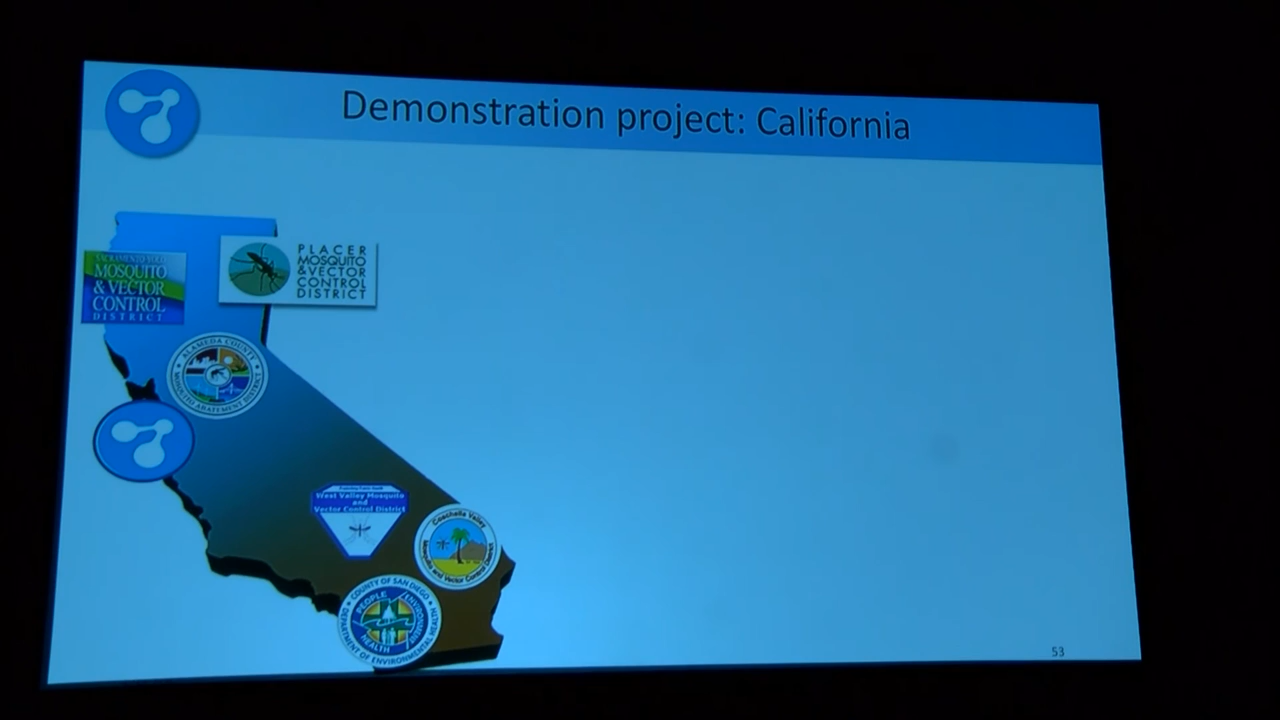 Demonstration project: California
SACRAMENTO-YOLO
MOSQUITO
& VECTOR
CONTROL
DISTRICT
PLACER
MOSQUITO
& VECTOR
CONTROL
DISTRICT
ALAMEDA COUNTY
MOSQUITO ABATEMENT DISTRICT
West Valley Mosquito
and
Vector Control District
Coachella Valley
Mosquito and Vector Control District
COUNTY OF SAN DIEGO
DEPARTMENT OF ENVIRONMENTAL HEALTH
PEOPLE
ENVIRONMENT
HEALTH
53